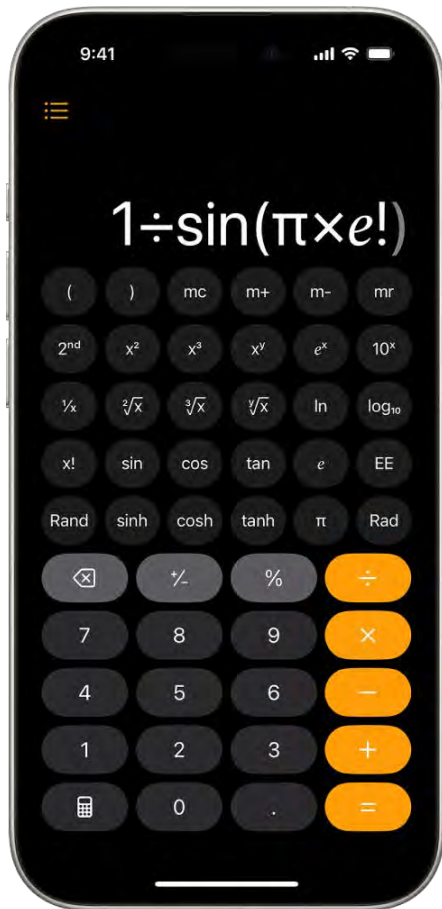 9:41
1÷sin(π×e!)
( ) mc m+ m- mr
2ⁿᵈ x² x³ xʸ eˣ 10ˣ
¹⁄ₓ ²√x ³√x ʸ√x ln log₁₀
x! sin cos tan e EE
Rand sinh cosh tanh π Rad
⁺⁄₋ % ÷
7 8 9 ×
4 5 6 −
1 2 3 +
0 . =